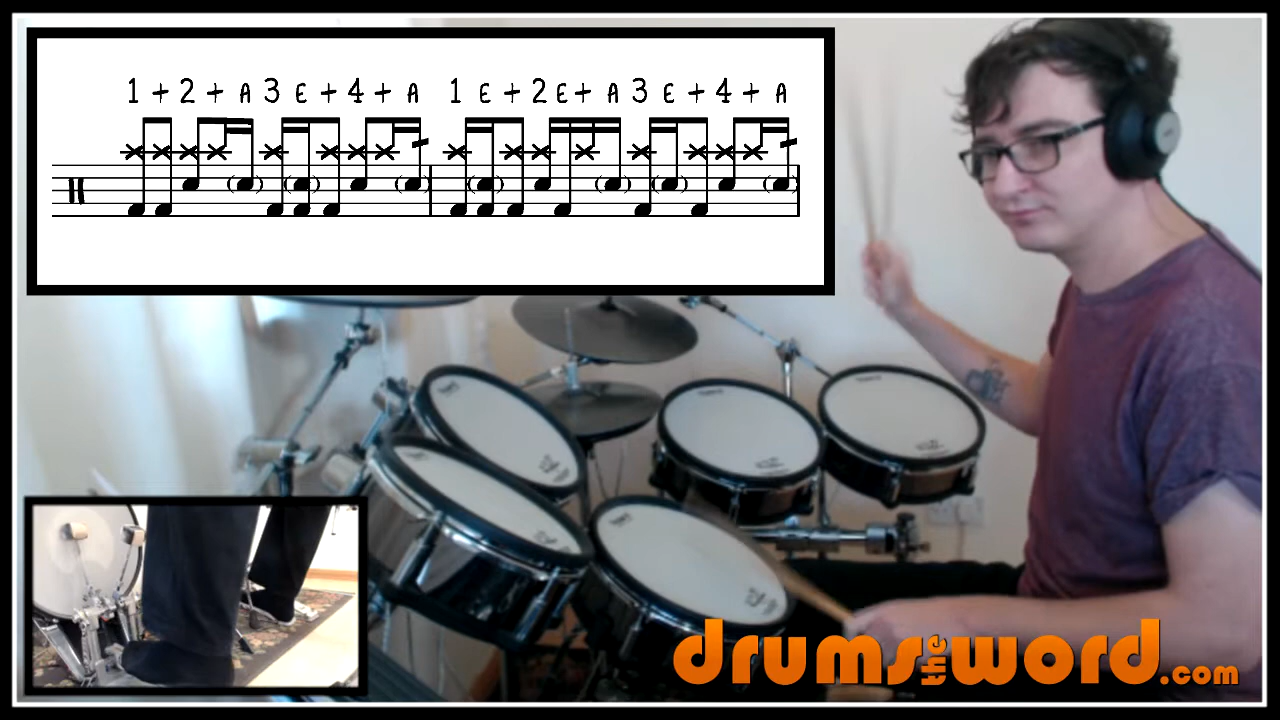 1 + 2 + A 3 E + 4 + A 1 E + 2 E + A 3 E + 4 + A
drumstheword.com